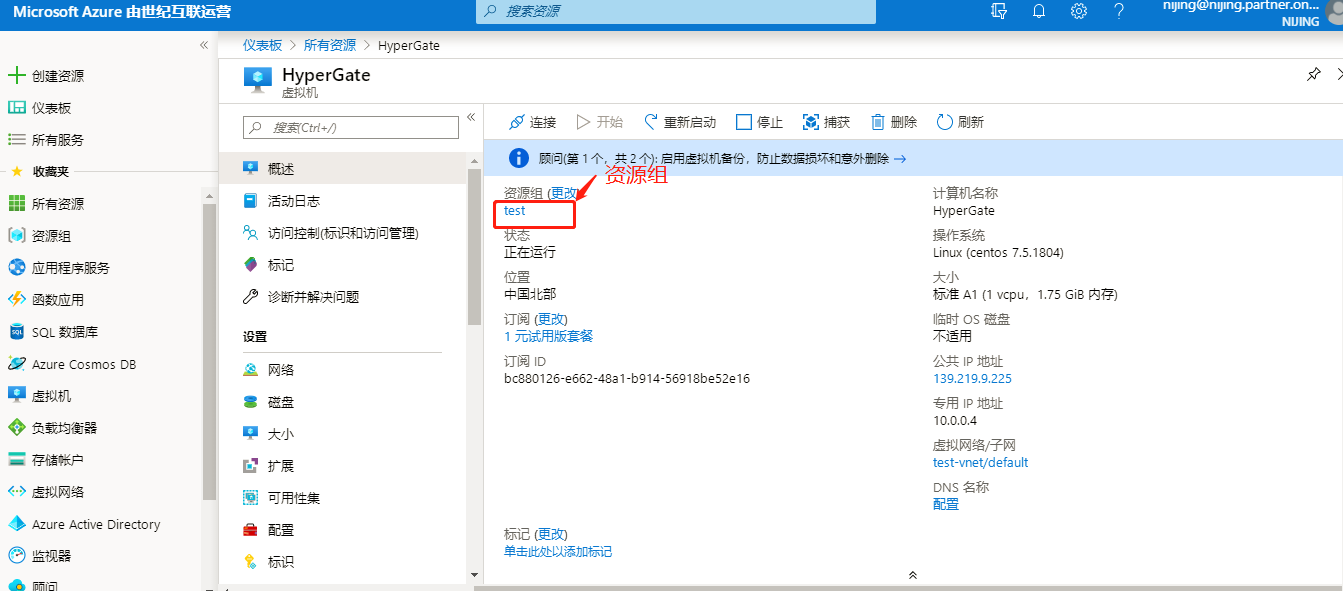 Microsoft Azure 由世纪互联运营
搜索资源
nijing@nijing.partner.on...
NIJING
创建资源
仪表板
所有服务
收藏夹
所有资源
资源组
应用程序服务
函数应用
SQL 数据库
Azure Cosmos DB
虚拟机
负载均衡器
存储帐户
虚拟网络
Azure Active Directory
监视器
顾问
仪表板 > 所有资源 > HyperGate
HyperGate
虚拟机
搜索(Ctrl+/)
概述
活动日志
访问控制(标识和访问管理)
标记
诊断并解决问题
设置
网络
磁盘
大小
扩展
可用性集
配置
标识
连接 开始 重新启动 停止 捕获 删除 刷新
顾问(第 1 个，共 2 个): 启用虚拟机备份，防止数据损坏和意外删除 →
资源组
资源组 (更改)
test
状态
正在运行
位置
中国北部
订阅 (更改)
1 元试用版套餐
订阅 ID
bc880126-e662-48a1-b914-56918be52e16
标记 (更改)
单击此处以添加标记
计算机名称
HyperGate
操作系统
Linux (centos 7.5.1804)
大小
标准 A1 (1 vcpu，1.75 GiB 内存)
临时 OS 磁盘
不适用
公共 IP 地址
139.219.9.225
专用 IP 地址
10.0.0.4
虚拟网络/子网
test-vnet/default
DNS 名称
配置